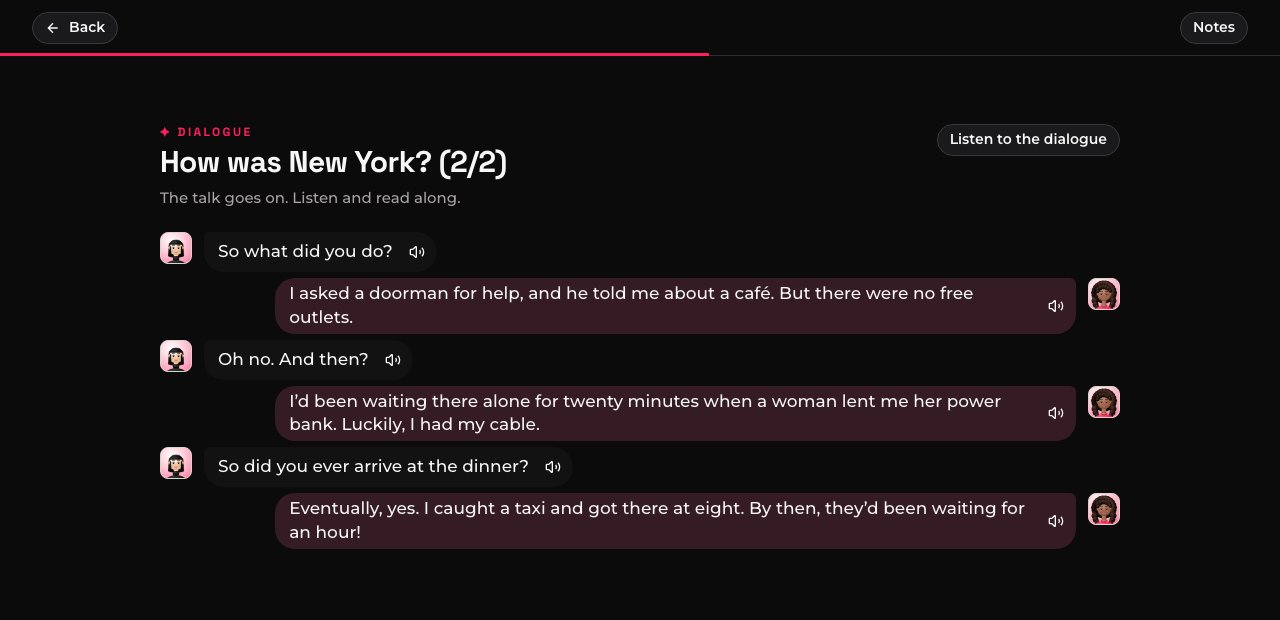 Back
Notes
DIALOGUE
How was New York? (2/2)
Listen to the dialogue
The talk goes on. Listen and read along.
So what did you do?
I asked a doorman for help, and he told me about a café. But there were no free
outlets.
Oh no. And then?
I’d been waiting there alone for twenty minutes when a woman lent me her power
bank. Luckily, I had my cable.
So did you ever arrive at the dinner?
Eventually, yes. I caught a taxi and got there at eight. By then, they’d been waiting for
an hour!